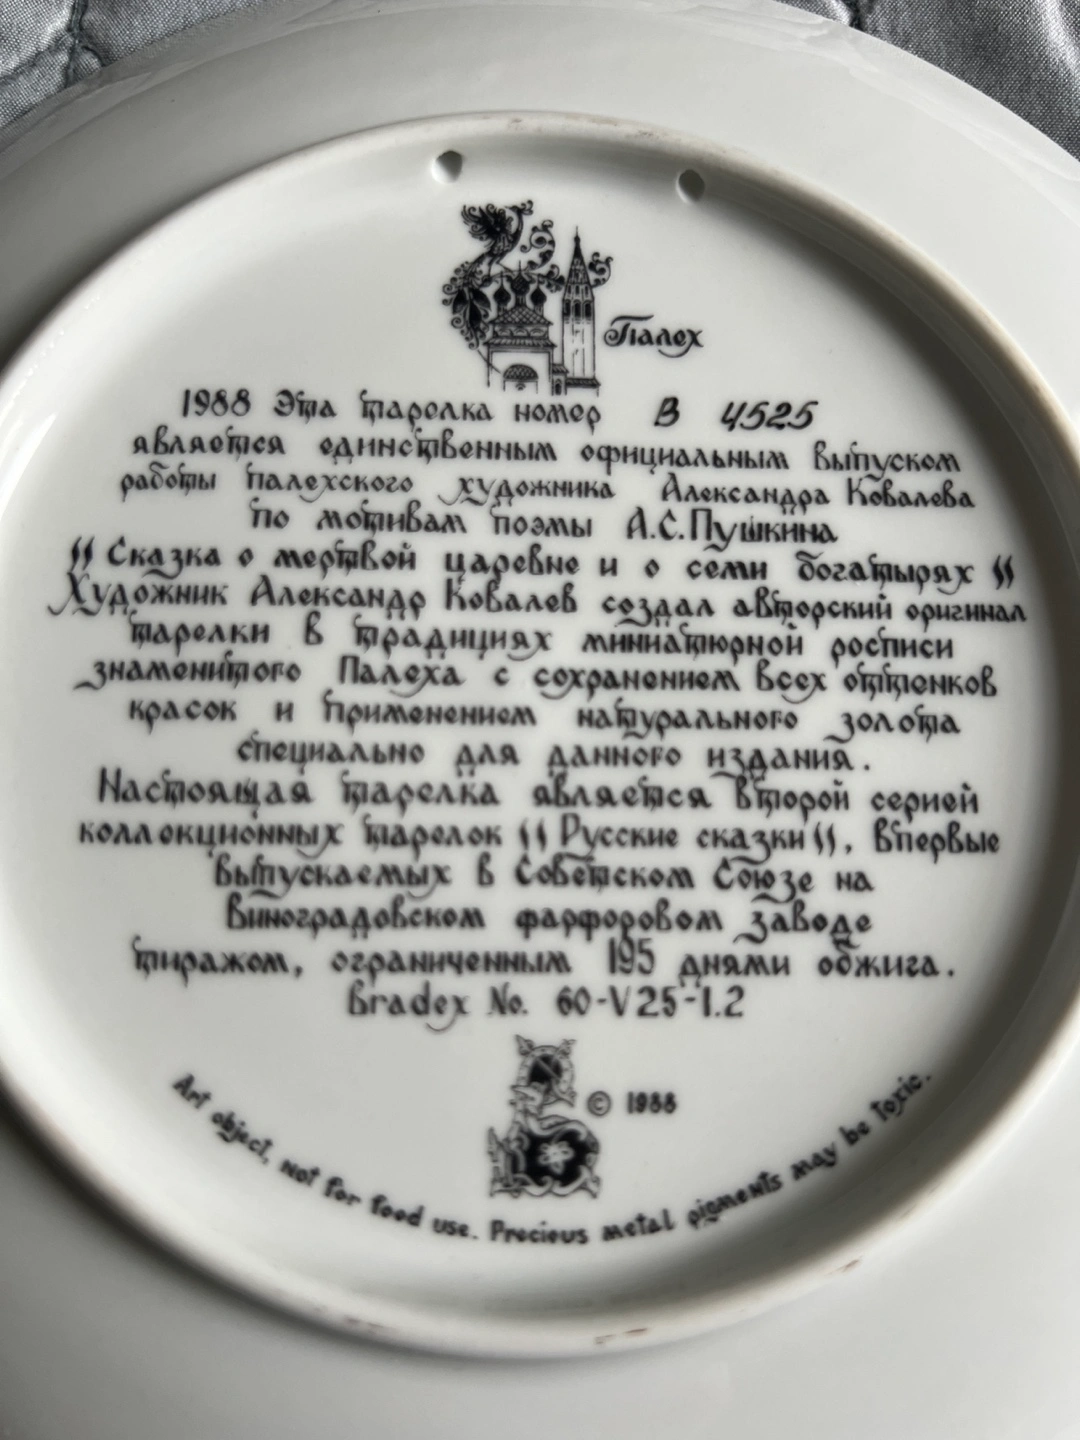 Палех
1988 Эта тарелка номер В 4525
является единственным официальным выпуском
работы палехского художника Александра Ковалева
по мотивам поэмы А.С.Пушкина
"Сказка о мертвой царевне и о семи богатырях"
Художник Александр Ковалев создал авторский оригинал
тарелки в традициях миниатюрной росписи
знаменитого Палеха с сохранением всех оттенков
красок и применением натурального золота
специально для данного издания.
Настоящая тарелка является второй серией
коллекционных тарелок "Русские сказки", впервые
выпускаемых в Советском Союзе на
Виноградовском фарфоровом заводе
тиражом, ограниченным 195 днями обжига.
Bradex No. 60-V25-1.2
© 1988
Art object, not for food use. Precious metal pigments may be toxic.